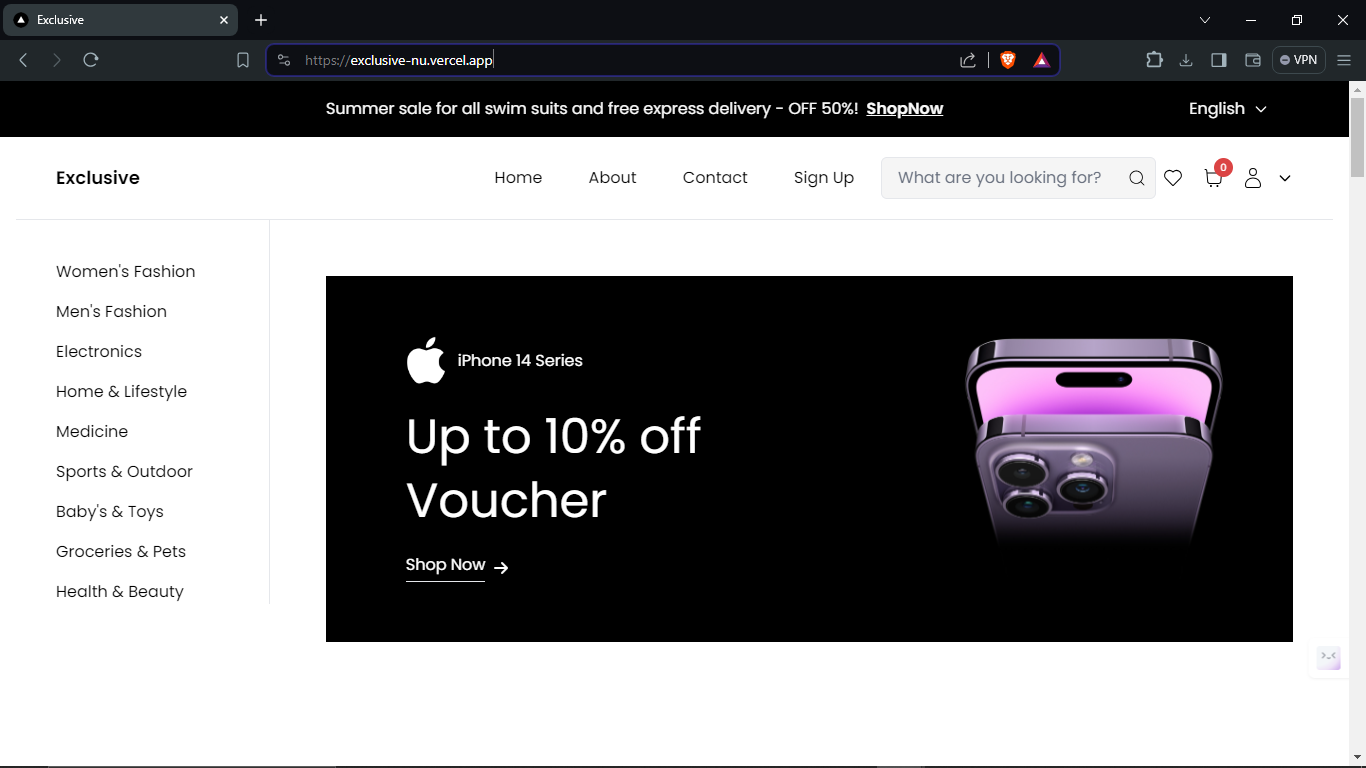 Exclusive
https://exclusive-nu.vercel.app
VPN
Summer sale for all swim suits and free express delivery - OFF 50%! ShopNow
English
Exclusive
Home
About
Contact
Sign Up
What are you looking for?
0
Women's Fashion
Men's Fashion
Electronics
Home & Lifestyle
Medicine
Sports & Outdoor
Baby's & Toys
Groceries & Pets
Health & Beauty
iPhone 14 Series
Up to 10% off
Voucher
Shop Now